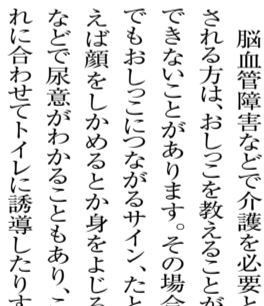 脳血管障害などで介護を必要と
される方は、おしっこを教えることが
できないことがあります。その場合
でもおしっこにつながるサイン、たと
えば顔をしかめるとか身をよじる
などで尿意がわかることもあり、こ
れに合わせてトイレに誘導したりす